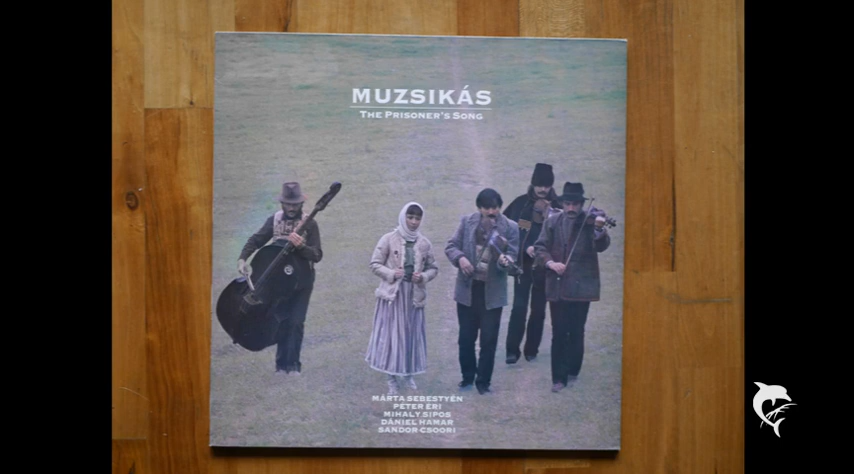 MUZSIKÁS
THE PRISONER'S SONG
MÁRTA SEBESTYÉN
PÉTER ÉRI
MIHÁLY SIPOS
DÁNIEL HAMAR
SÁNDOR CSOÓRI